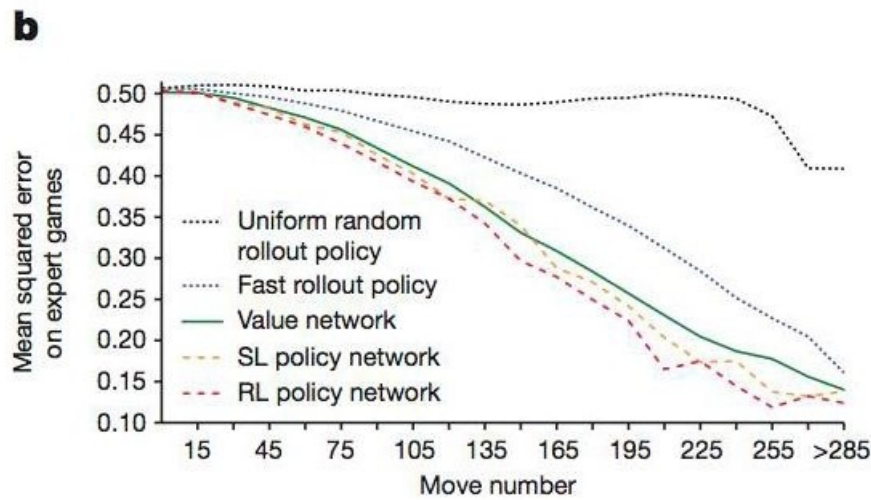 b
Mean squared error
on expert games
0.50
0.45
0.40
0.35
0.30
0.25
0.20
0.15
0.10
Uniform random
rollout policy
Fast rollout policy
Value network
SL policy network
RL policy network
15 45 75 105 135 165 195 225 255 >285
Move number